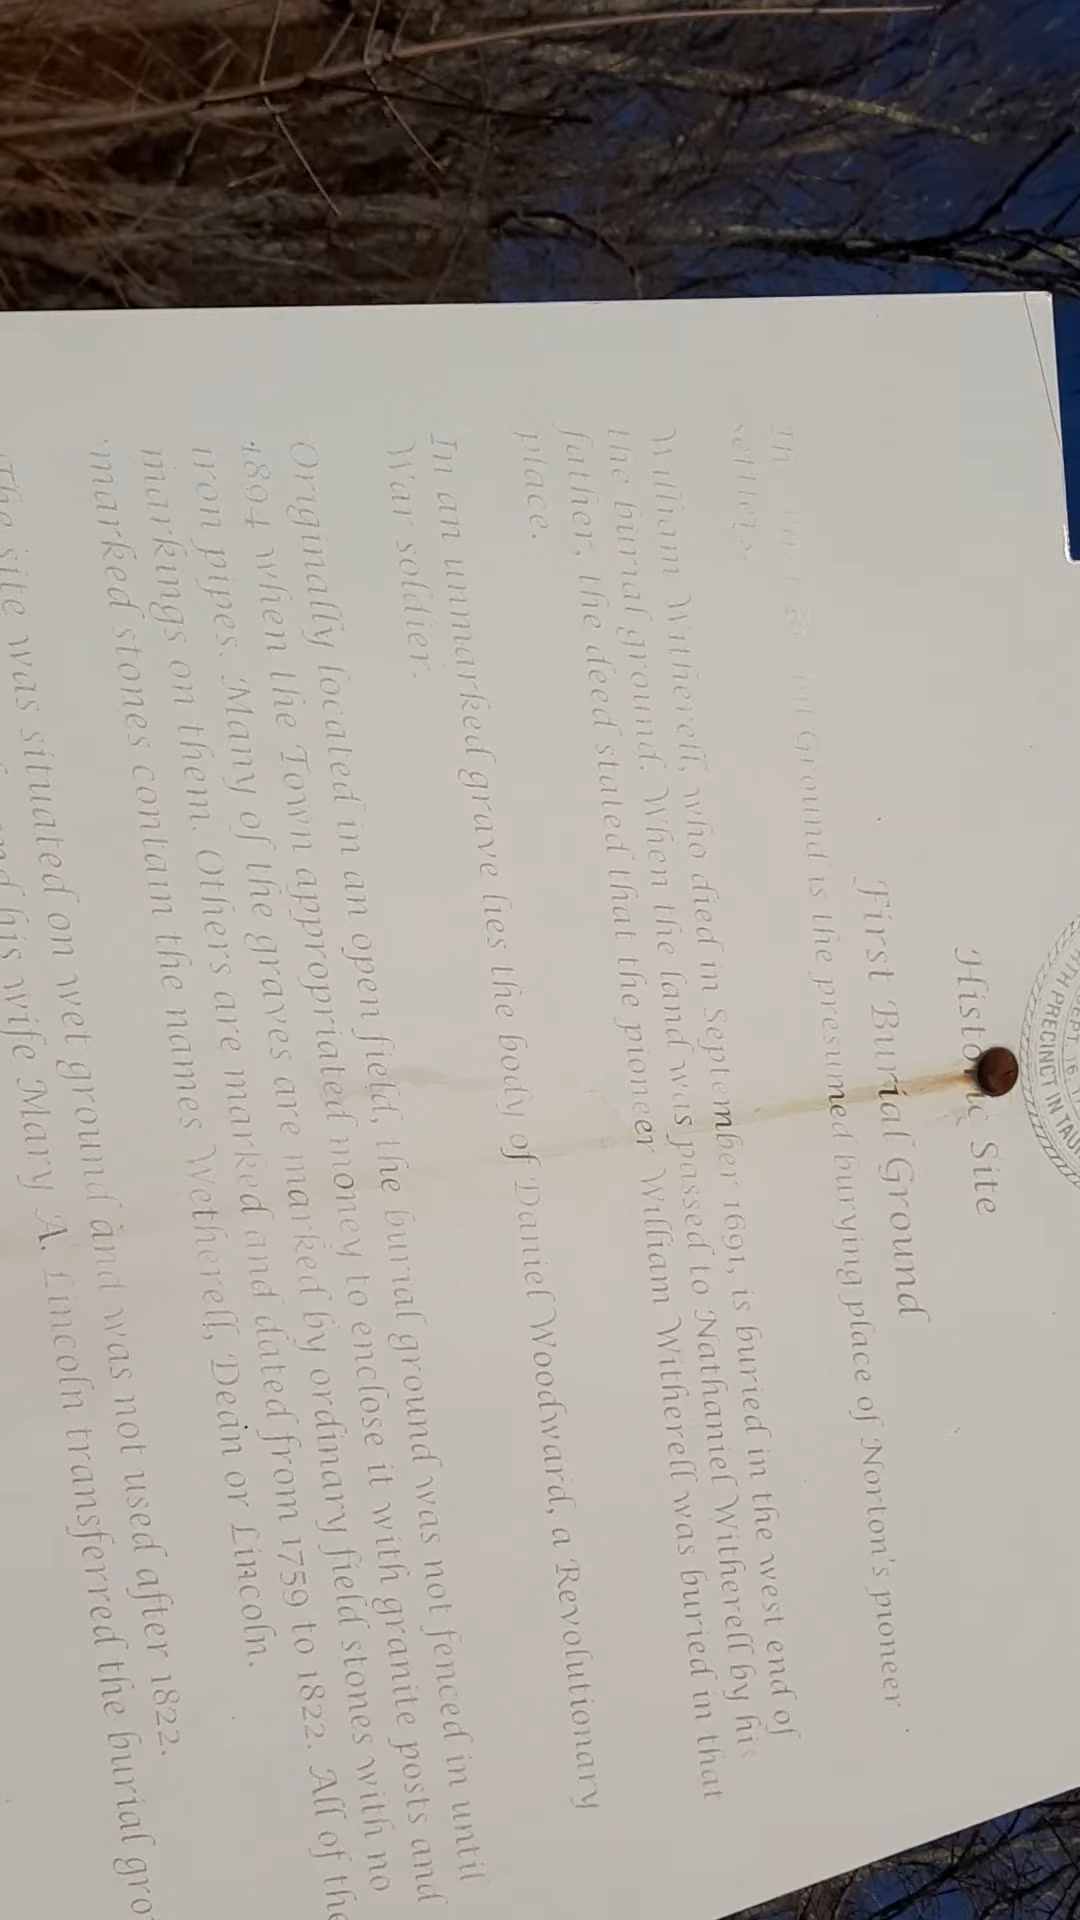 SEPT. 16, 1
TH PRECINCT IN TAU
Historic Site
First Burial Ground
Ground is the presumed burying place of Norton's pioneer
settlers.
William Witherell, who died in September 1691, is buried in the west end of
the burial ground. When the land was passed to Nathaniel Witherell by his
father, the deed stated that the pioneer William Witherell was buried in that
place.
In an unmarked grave lies the body of Daniel Woodward, a Revolutionary
War soldier.
Originally located in an open field, the burial ground was not fenced in until
1894 when the Town appropriated money to enclose it with granite posts and
iron pipes. Many of the graves are marked by ordinary field stones with no
markings on them. Others are marked and dated from 1759 to 1822. All of the
marked stones contain the names Wetherell, Dean or Lincoln.
The site was situated on wet ground and was not used after 1822.
and his wife Mary A. Lincoln transferred the burial gro